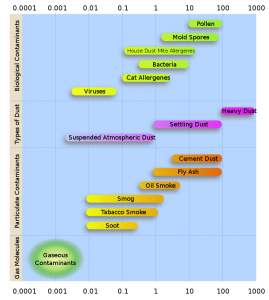 0.0001 0.001 0.01 0.1 1 10 100 1000
Biological Contaminants
Pollen
Mold Spores
House Dust Mite Allergenes
Bacteria
Cat Allergenes
Viruses
Types of Dust
Heavy Dust
Settling Dust
Suspended Atmospheric Dust
Particulate Contaminants
Cement Dust
Fly Ash
Oil Smoke
Smog
Tobacco Smoke
Soot
Gas Molecules
Gaseous
Contaminants
0.0001 0.001 0.01 0.1 1 10 100 1000